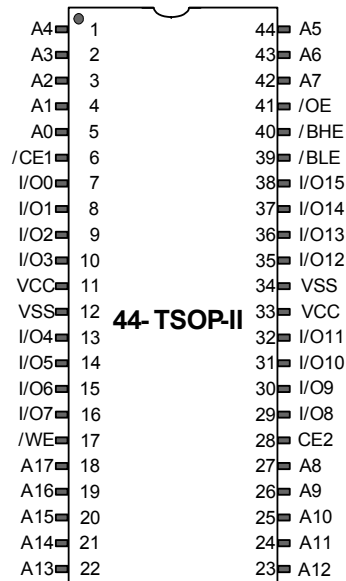 A4 1 44 A5
A3 2 43 A6
A2 3 42 A7
A1 4 41 /OE
A0 5 40 /BHE
/CE1 6 39 /BLE
I/O0 7 38 I/O15
I/O1 8 37 I/O14
I/O2 9 36 I/O13
I/O3 10 35 I/O12
VCC 11 34 VSS
VSS 12 33 VCC
44- TSOP-II
I/O4 13 32 I/O11
I/O5 14 31 I/O10
I/O6 15 30 I/O9
I/O7 16 29 I/O8
/WE 17 28 CE2
A17 18 27 A8
A16 19 26 A9
A15 20 25 A10
A14 21 24 A11
A13 22 23 A12